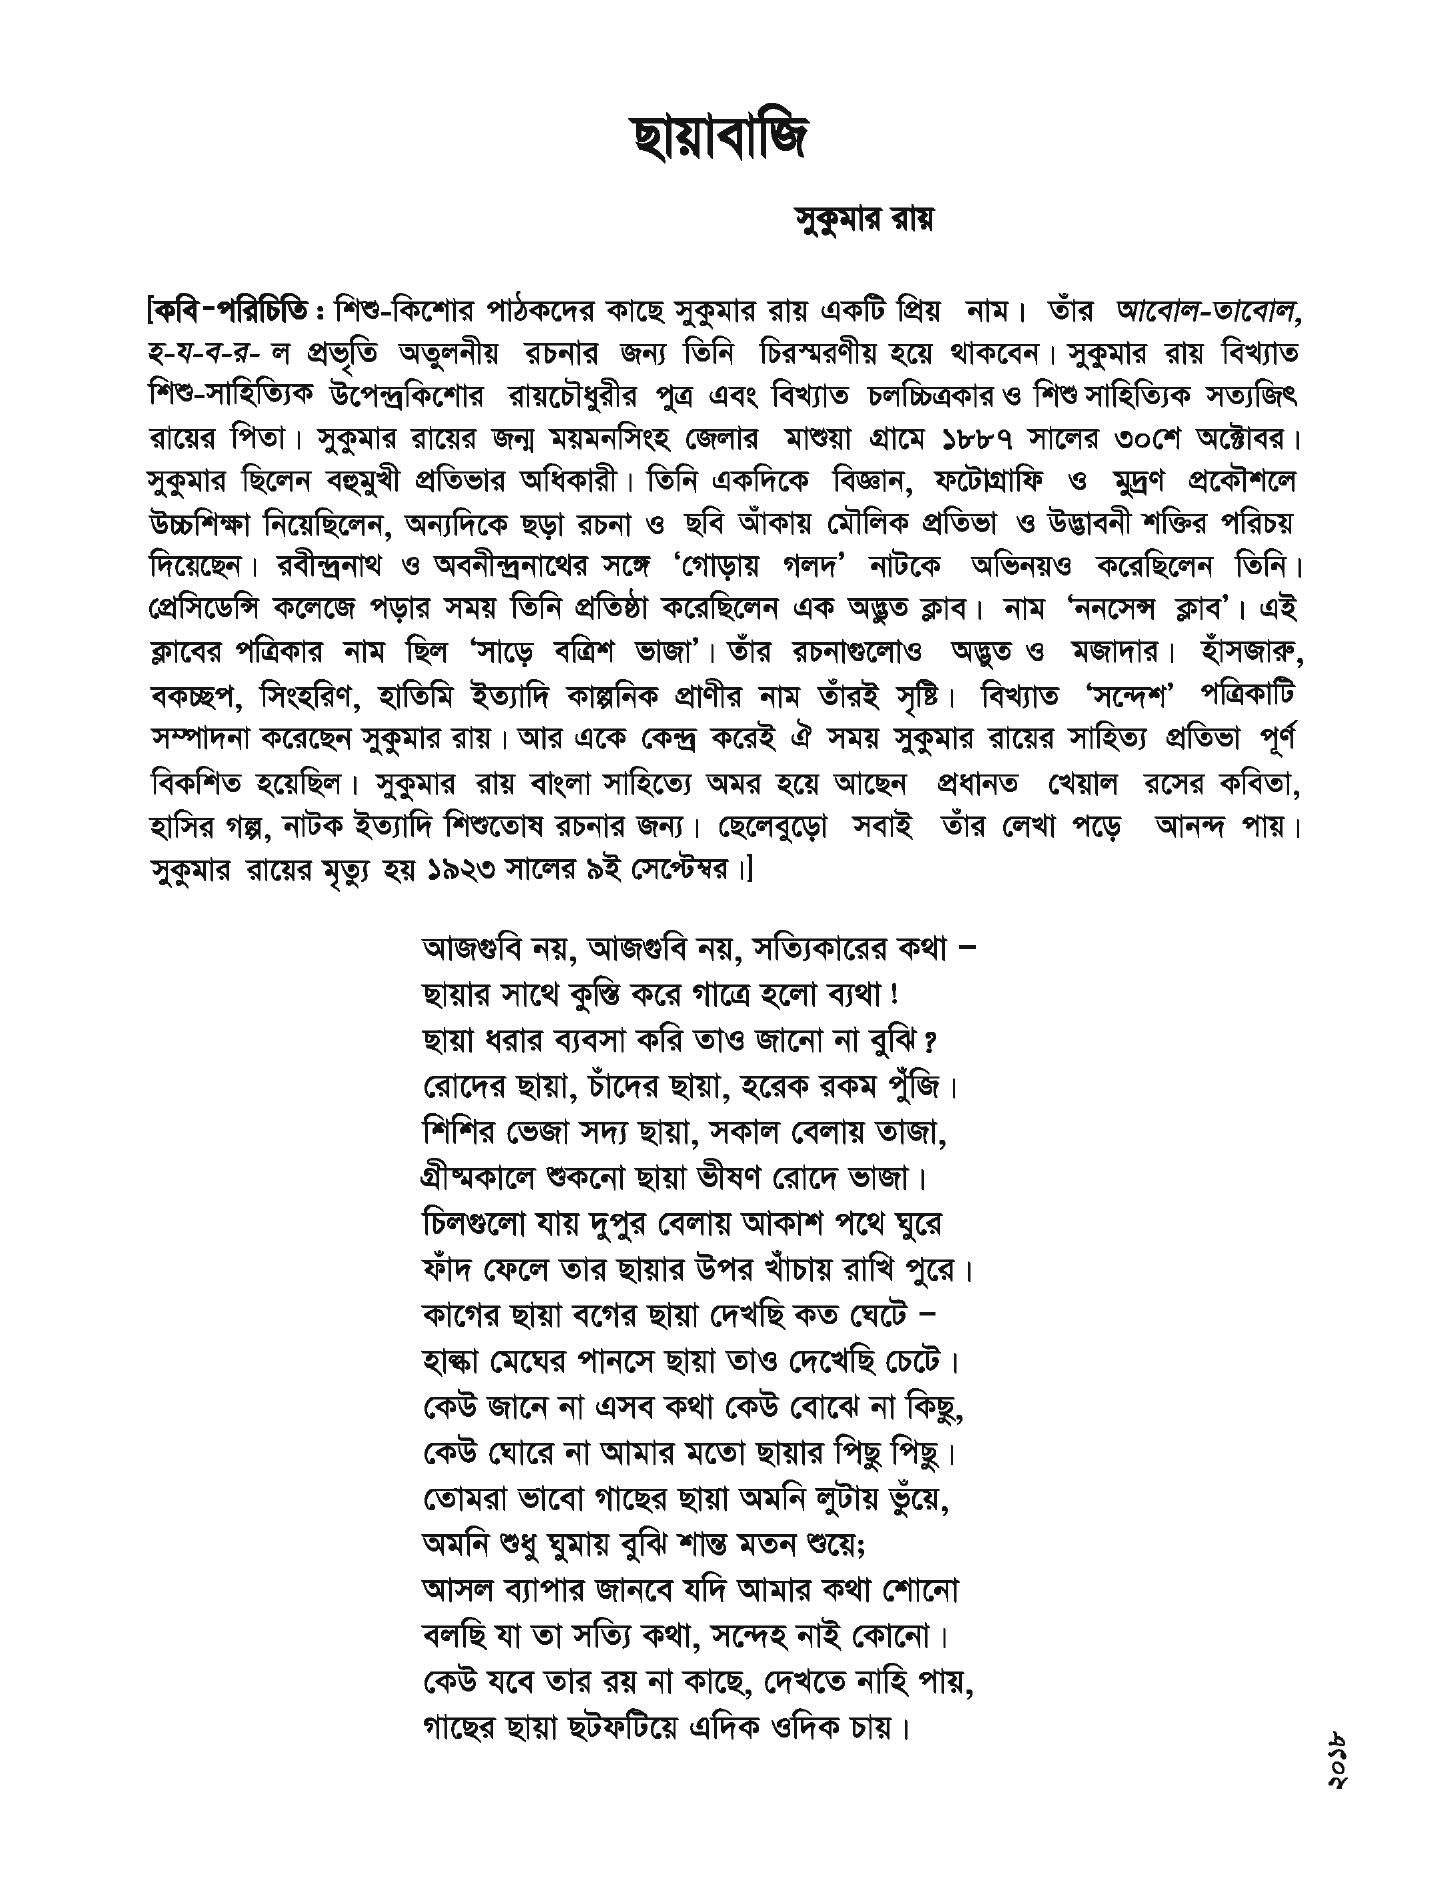 ছায়াবাজি
সুকুমার রায়
[কবি-পরিচিতি : শিশু-কিশোর পাঠকদের কাছে সুকুমার রায় একটি প্রিয় নাম। তাঁর আবোল-তাবোল,
হ-য-ব-র- ল প্রভৃতি অতুলনীয় রচনার জন্য তিনি চিরস্মরণীয় হয়ে থাকবেন। সুকুমার রায় বিখ্যাত
শিশু-সাহিত্যিক উপেন্দ্রকিশোর রায়চৌধুরীর পুত্র এবং বিখ্যাত চলচ্চিত্রকার ও শিশু সাহিত্যিক সত্যজিৎ
রায়ের পিতা। সুকুমার রায়ের জন্ম ময়মনসিংহ জেলার মাশুয়া গ্রামে ১৮৮৭ সালের ৩০শে অক্টোবর।
সুকুমার ছিলেন বহুমুখী প্রতিভার অধিকারী। তিনি একদিকে বিজ্ঞান, ফটোগ্রাফি ও মুদ্রণ প্রকৌশলে
উচ্চশিক্ষা নিয়েছিলেন, অন্যদিকে ছড়া রচনা ও ছবি আঁকায় মৌলিক প্রতিভা ও উদ্ভাবনী শক্তির পরিচয়
দিয়েছেন। রবীন্দ্রনাথ ও অবনীন্দ্রনাথের সঙ্গে ‘গোড়ায় গলদ’ নাটকে অভিনয়ও করেছিলেন তিনি।
প্রেসিডেন্সি কলেজে পড়ার সময় তিনি প্রতিষ্ঠা করেছিলেন এক অদ্ভুত ক্লাব। নাম ‘ননসেন্স ক্লাব’। এই
ক্লাবের পত্রিকার নাম ছিল ‘সাড়ে বত্রিশ ভাজা’। তাঁর রচনাগুলোও অদ্ভুত ও মজাদার। হাঁসজারু,
বকচ্ছপ, সিংহরিণ, হাতিমি ইত্যাদি কাল্পনিক প্রাণীর নাম তাঁরই সৃষ্টি। বিখ্যাত ‘সন্দেশ’ পত্রিকাটি
সম্পাদনা করেছেন সুকুমার রায়। আর একে কেন্দ্র করেই ঐ সময় সুকুমার রায়ের সাহিত্য প্রতিভা পূর্ণ
বিকশিত হয়েছিল। সুকুমার রায় বাংলা সাহিত্যে অমর হয়ে আছেন প্রধানত খেয়াল রসের কবিতা,
হাসির গল্প, নাটক ইত্যাদি শিশুতোষ রচনার জন্য। ছেলেবুড়ো সবাই তাঁর লেখা পড়ে আনন্দ পায়।
সুকুমার রায়ের মৃত্যু হয় ১৯২৩ সালের ৯ই সেপ্টেম্বর।]
আজগুবি নয়, আজগুবি নয়, সত্যিকারের কথা –
ছায়ার সাথে কুস্তি করে গাত্রে হলো ব্যথা!
ছায়া ধরার ব্যবসা করি তাও জানো না বুঝি?
রোদের ছায়া, চাঁদের ছায়া, হরেক রকম পুঁজি।
শিশির ভেজা সদ্য ছায়া, সকাল বেলায় তাজা,
গ্রীষ্মকালে শুকনো ছায়া ভীষণ রোদে ভাজা।
চিলগুলো যায় দুপুর বেলায় আকাশ পথে ঘুরে
ফাঁদ ফেলে তার ছায়ার উপর খাঁচায় রাখি পুরে।
কাগের ছায়া বগের ছায়া দেখছি কত ঘেটে –
হাল্কা মেঘের পানসে ছায়া তাও দেখেছি চেটে।
কেউ জানে না এসব কথা কেউ বোঝে না কিছু,
কেউ ঘোরে না আমার মতো ছায়ার পিছু পিছু।
তোমরা ভাবো গাছের ছায়া অমনি লুটায় ভুঁয়ে,
অমনি শুধু ঘুমায় বুঝি শান্ত মতন শুয়ে;
আসল ব্যাপার জানবে যদি আমার কথা শোনো
বলছি যা তা সত্যি কথা, সন্দেহ নাই কোনো।
কেউ যবে তার রয় না কাছে, দেখতে নাহি পায়,
গাছের ছায়া ছটফটিয়ে এদিক ওদিক চায়।
২০১৮